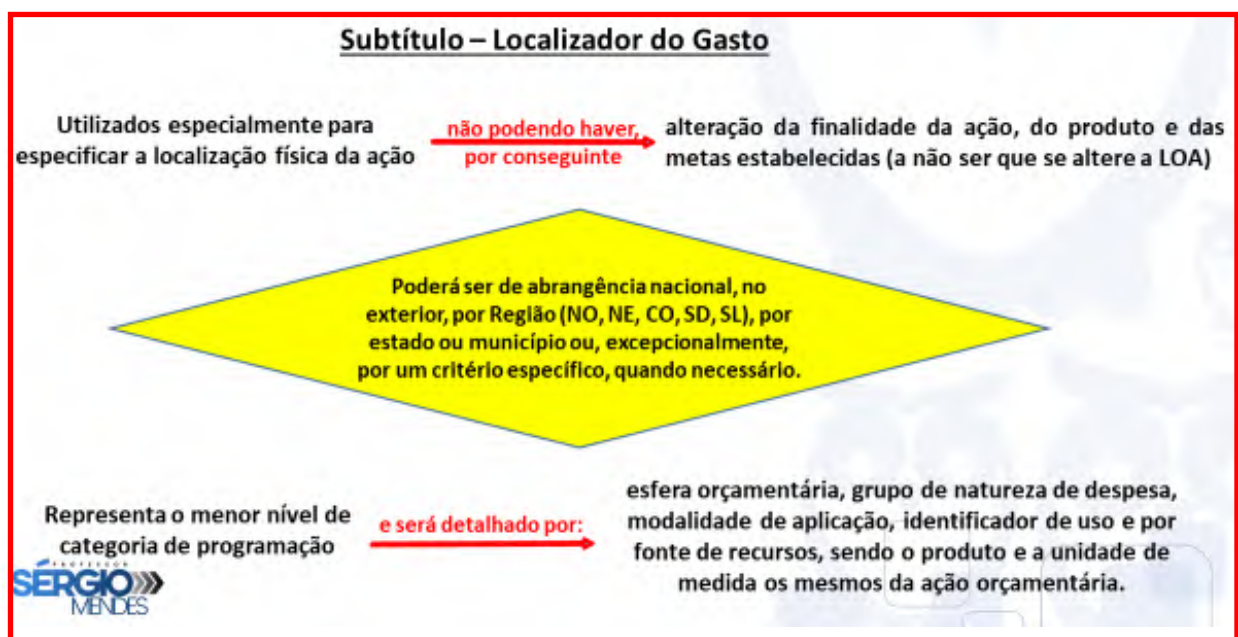 Subtítulo – Localizador do Gasto
Utilizados especialmente para
especificar a localização física da ação
não podendo haver,
por conseguinte
alteração da finalidade da ação, do produto e das
metas estabelecidas (a não ser que se altere a LOA)
Poderá ser de abrangência nacional, no
exterior, por Região (NO, NE, CO, SD, SL), por
estado ou município ou, excepcionalmente,
por um critério específico, quando necessário.
Representa o menor nível de
categoria de programação
e será detalhado por:
esfera orçamentária, grupo de natureza de despesa,
modalidade de aplicação, identificador de uso e por
fonte de recursos, sendo o produto e a unidade de
medida os mesmos da ação orçamentária.
PROFESSOR
SÉRGIO
MENDES